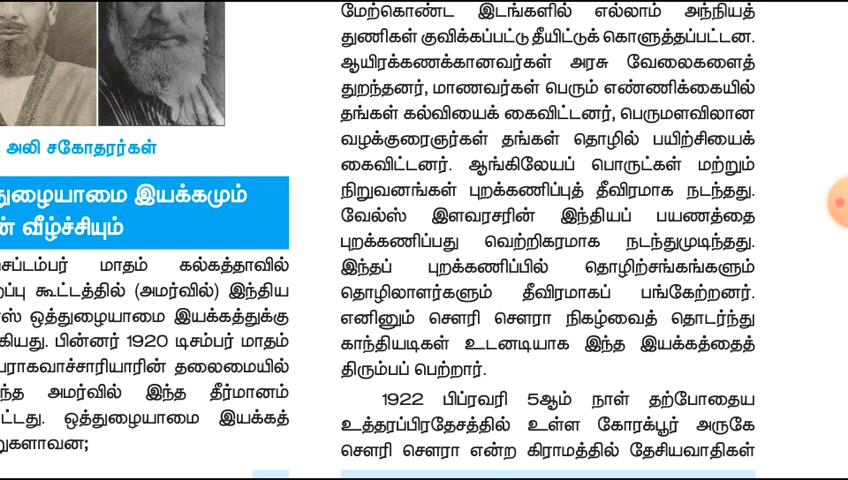 அலி சகோதரர்கள்
துழையாமை இயக்கமும்
ன் வீழ்ச்சியும்
செப்டம்பர் மாதம் கல்கத்தாவில்
றப்பு கூட்டத்தில் (அமர்வில்) இந்திய
ஸ் ஒத்துழையாமை இயக்கத்துக்கு
கியது. பின்னர் 1920 டிசம்பர் மாதம்
பராகவாச்சாரியாரின் தலைமையில்
ந்த அமர்வில் இந்த தீர்மானம்
ட்டது. ஒத்துழையாமை இயக்கத்
றுகளாவன;
மேற்கொண்ட இடங்களில் எல்லாம் அந்நியத்
துணிகள் குவிக்கப்பட்டு தீயிட்டுக் கொளுத்தப்பட்டன.
ஆயிரக்கணக்கானவர்கள் அரசு வேலைகளைத்
துறந்தனர், மாணவர்கள் பெரும் எண்ணிக்கையில்
தங்கள் கல்வியைக் கைவிட்டனர், பெருமளவிலான
வழக்குரைஞர்கள் தங்கள் தொழில் பயிற்சியைக்
கைவிட்டனர். ஆங்கிலேயப் பொருட்கள் மற்றும்
நிறுவனங்கள் புறக்கணிப்புத் தீவிரமாக நடந்தது.
வேல்ஸ் இளவரசரின் இந்தியப் பயணத்தை
புறக்கணிப்பது வெற்றிகரமாக நடந்துமுடிந்தது.
இந்தப் புறக்கணிப்பில் தொழிற்சங்கங்களும்
தொழிலாளர்களும் தீவிரமாகப் பங்கேற்றனர்.
எனினும் சௌரி சௌரா நிகழ்வைத் தொடர்ந்து
காந்தியடிகள் உடனடியாக இந்த இயக்கத்தைத்
திரும்பப் பெற்றார்.
1922 பிப்ரவரி 5ஆம் நாள் தற்போதைய
உத்தரப்பிரதேசத்தில் உள்ள கோரக்பூர் அருகே
சௌரி சௌரா என்ற கிராமத்தில் தேசியவாதிகள்